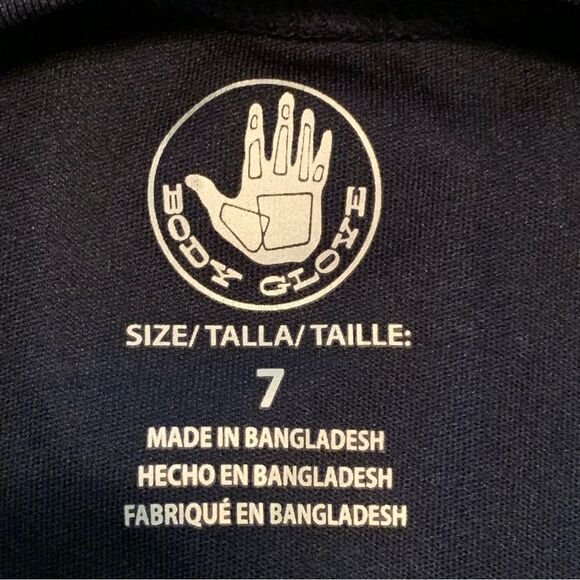 BODY GLOVE
SIZE/ TALLA/ TAILLE:
7
MADE IN BANGLADESH
HECHO EN BANGLADESH
FABRIQUÉ EN BANGLADESH